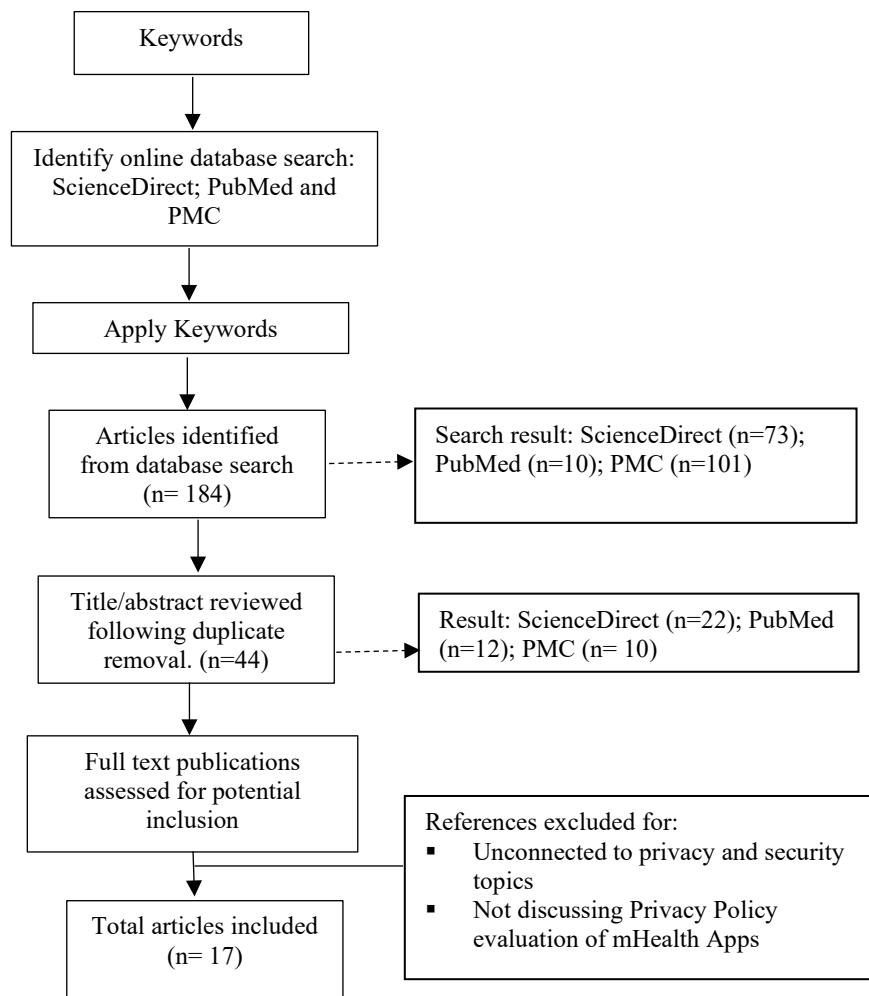 Keywords
Identify online database search:
ScienceDirect; PubMed and
PMC
Apply Keywords
Articles identified
from database search
(n= 184)
Search result: ScienceDirect (n=73);
PubMed (n=10); PMC (n=101)
Title/abstract reviewed
following duplicate
removal. (n=44)
Result: ScienceDirect (n=22); PubMed
(n=12); PMC (n= 10)
Full text publications
assessed for potential
inclusion
References excluded for:
▪ Unconnected to privacy and security
topics
▪ Not discussing Privacy Policy
evaluation of mHealth Apps
Total articles included
(n= 17)